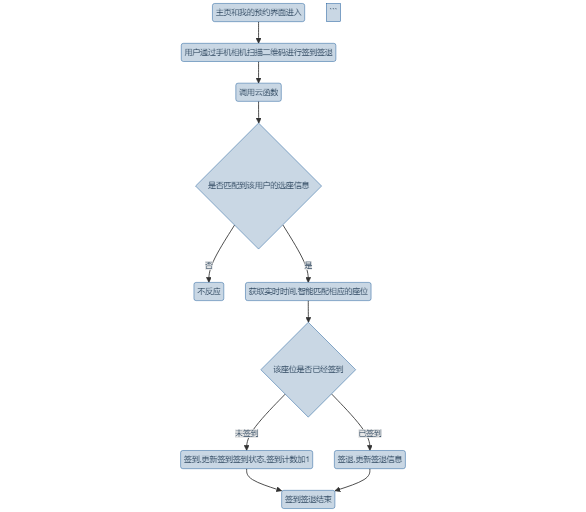 主页和我的预约界面进入
...
用户通过手机相机扫描二维码进行签到签退
调用云函数
是否匹配到该用户的选座信息
否
是
不反应
获取实时时间,智能匹配相应的座位
该座位是否已经签到
未签到
已签到
签到,更新签到签到状态,签到计数加1
签退,更新签退信息
签到签退结束